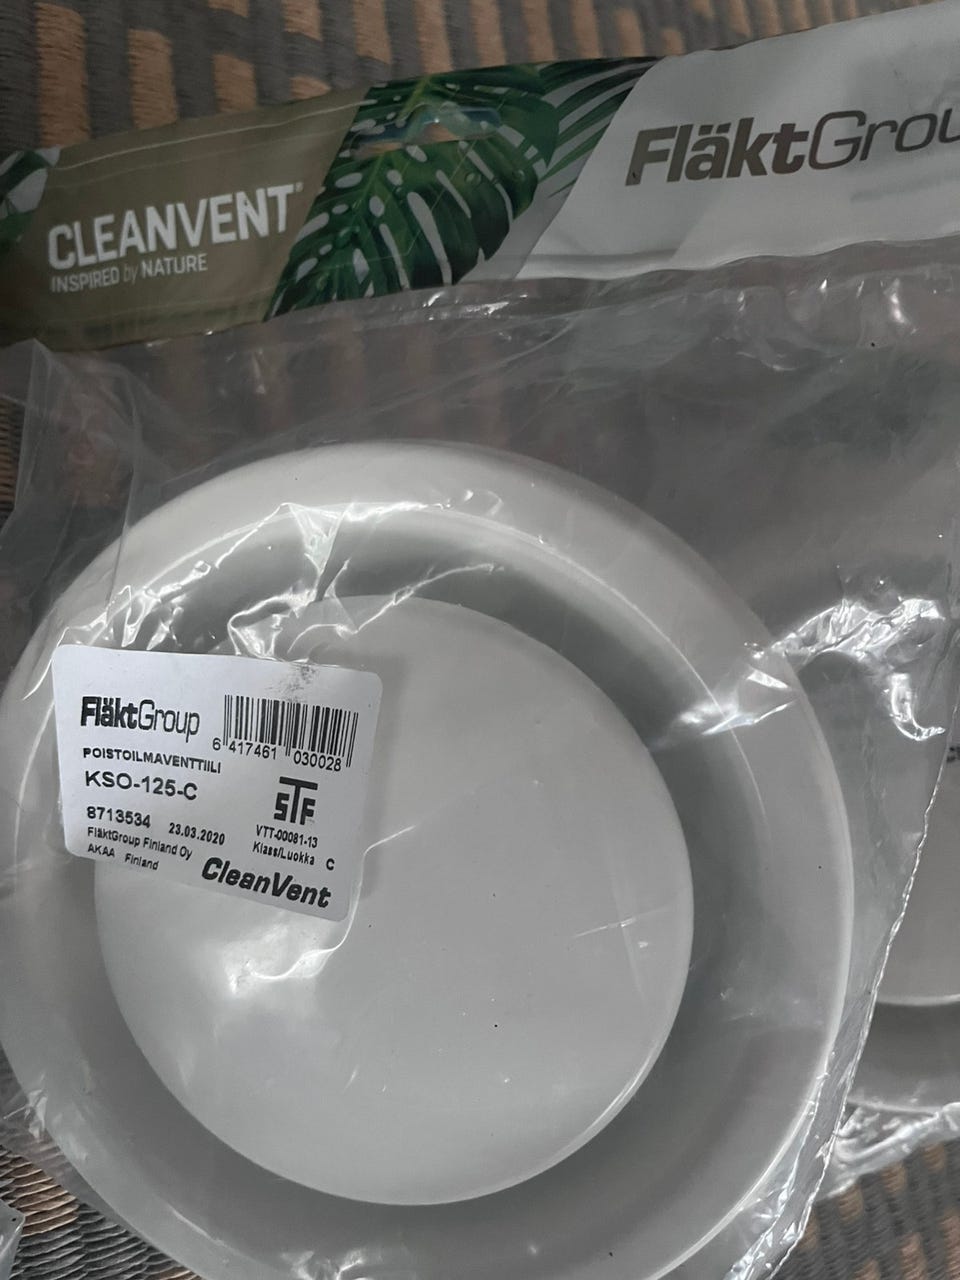 CLEANVENT®
INSPIRED by NATURE
FläktGrou
FläktGroup
6 417461 030028
POISTOILMAVENTTIILI
KSO-125-C
STF
8713534 23.03.2020
VTT-00081-13
FläktGroup Finland Oy
Klass/Luokka C
AKAA Finland
CleanVent